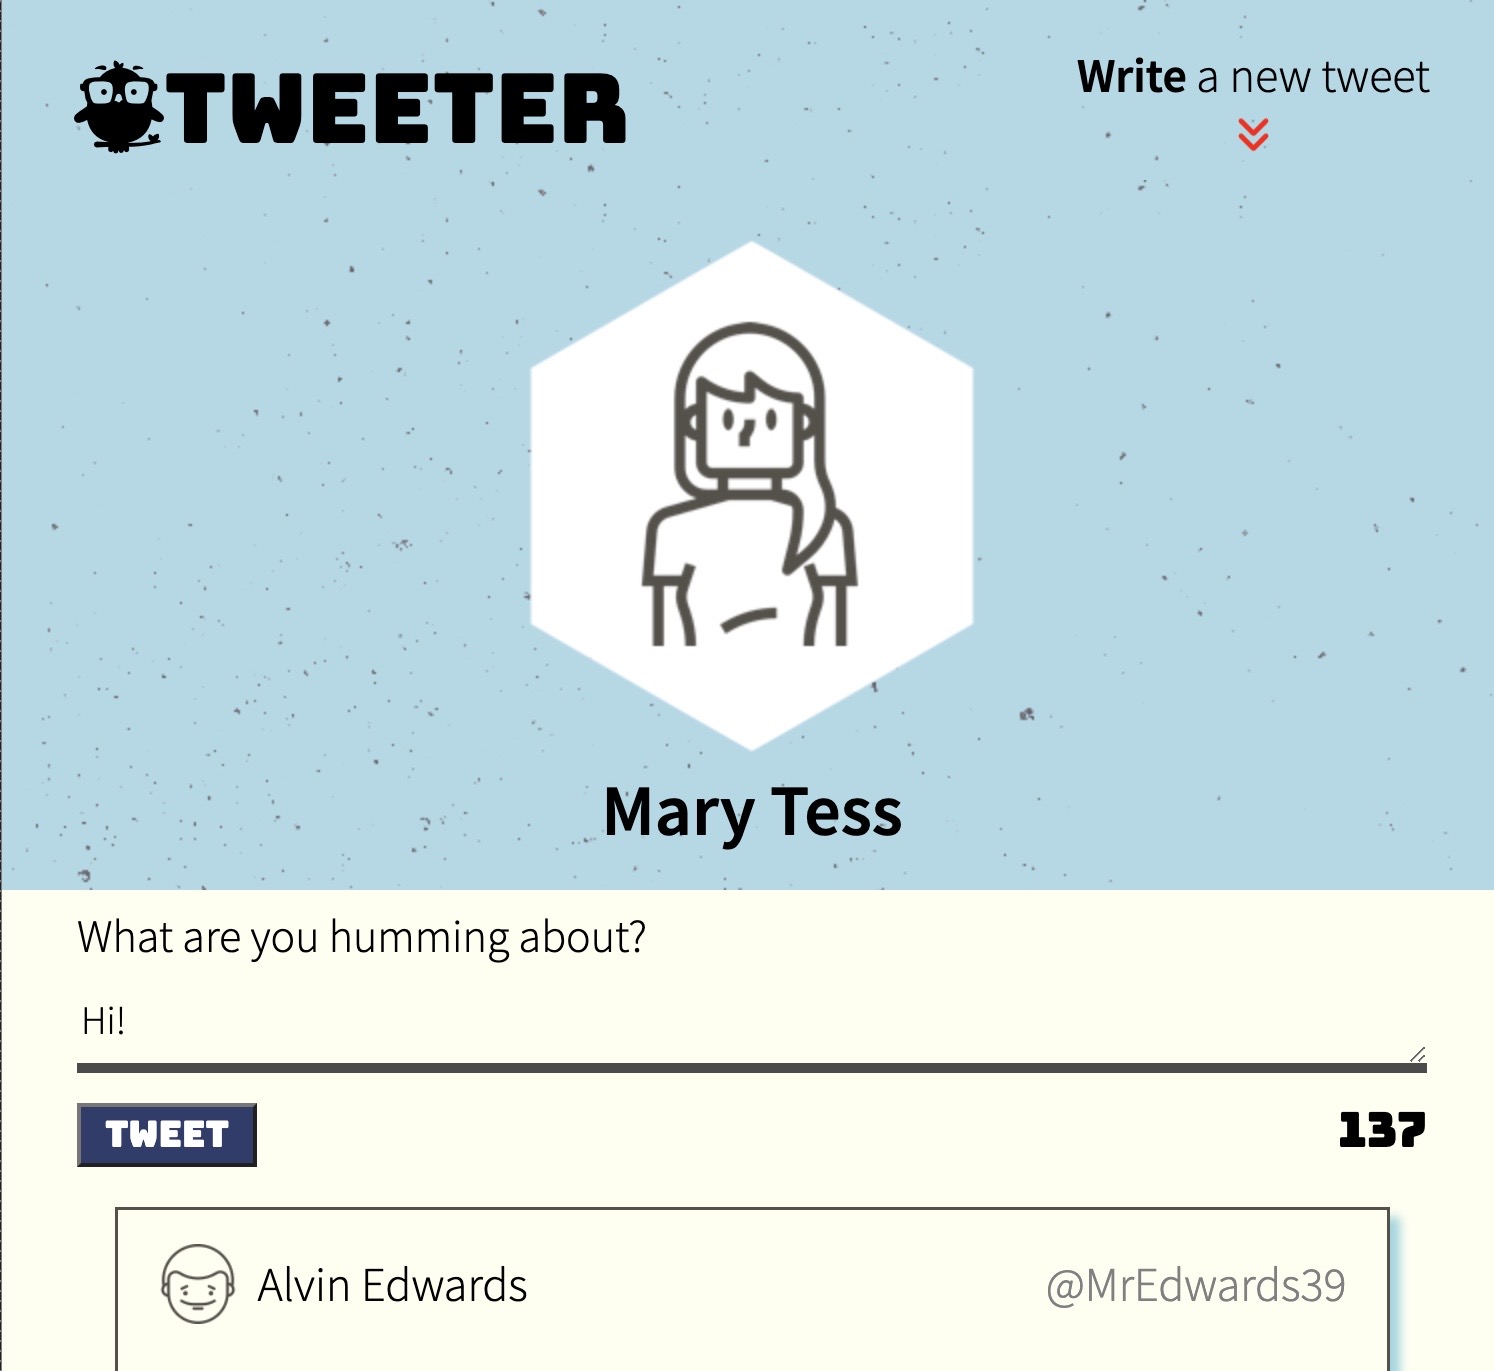 TWEETER
Write a new tweet
Mary Tess
What are you humming about?
Hi!
TWEET
137
Alvin Edwards
@MrEdwards39